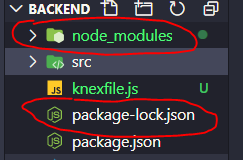 BACKEND
node_modules
src
knexfile.js U
package-lock.json
package.json